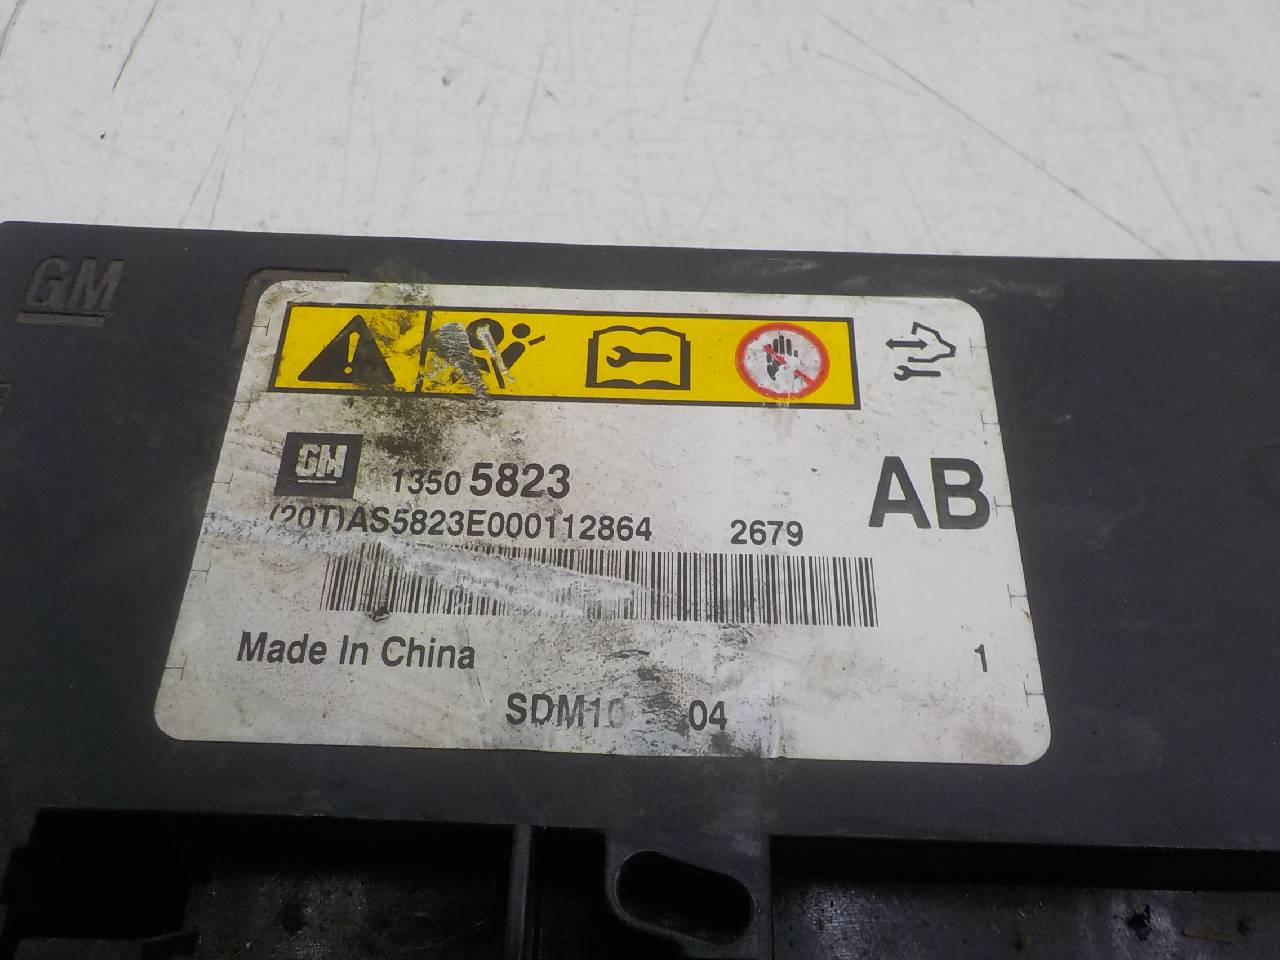 GM
GM 13505823 AB
(20T)AS5823E000112864 2679
Made In China 1
SDM10 04